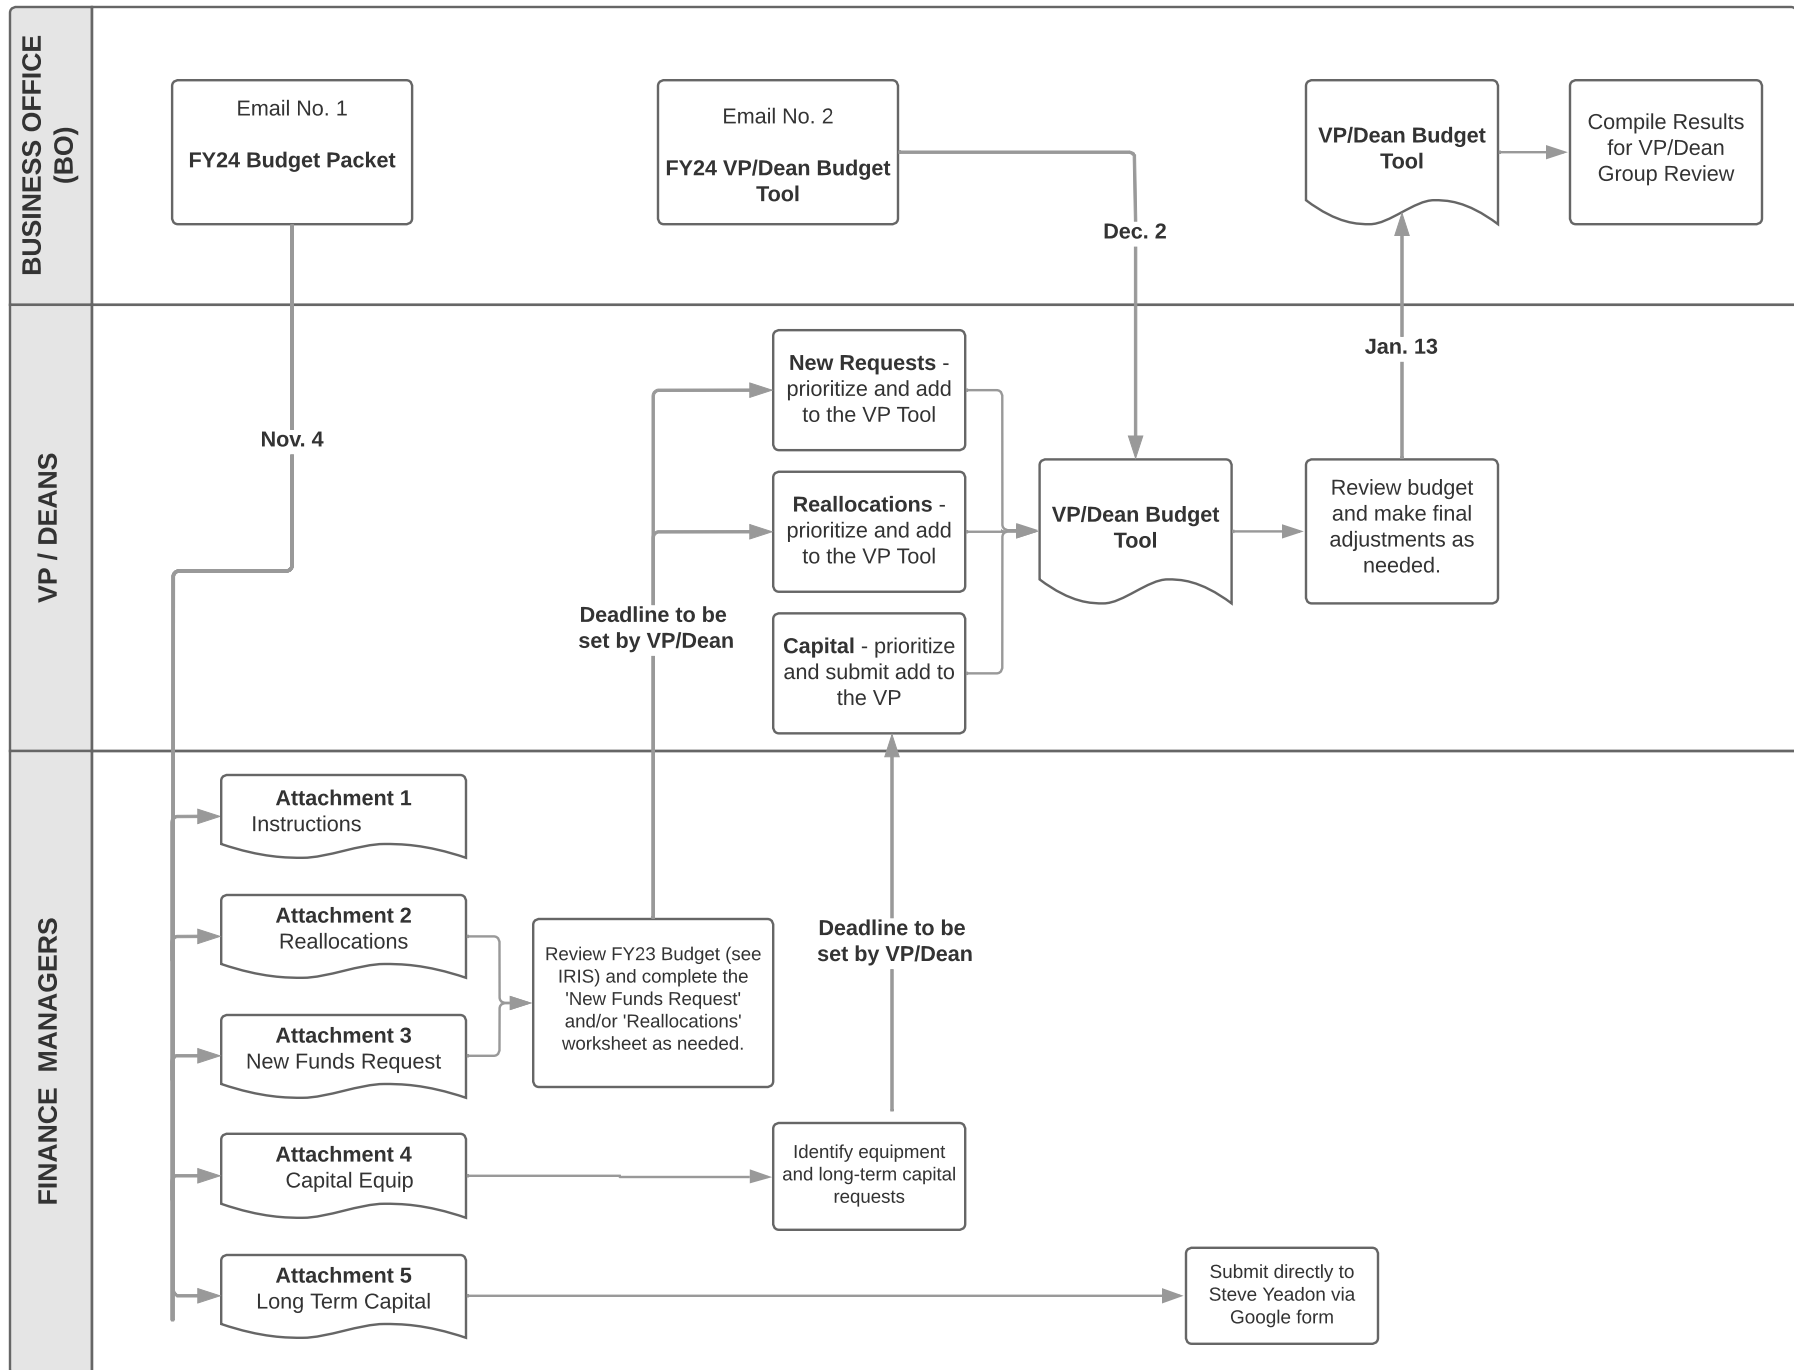 BUSINESS OFFICE
(BO)
Email No. 1
FY24 Budget Packet
Email No. 2
FY24 VP/Dean Budget
Tool
VP/Dean Budget
Tool
Compile Results
for VP/Dean
Group Review
Dec. 2
VP / DEANS
Nov. 4
New Requests -
prioritize and add
to the VP Tool
Reallocations -
prioritize and add
to the VP Tool
Capital - prioritize
and submit add to
the VP
Deadline to be
set by VP/Dean
VP/Dean Budget
Tool
Jan. 13
Review budget
and make final
adjustments as
needed.
FINANCE  MANAGERS
Attachment 1
Instructions
Attachment 2
Reallocations
Attachment 3
New Funds Request
Review FY23 Budget (see
IRIS) and complete the
'New Funds Request'
and/or 'Reallocations'
worksheet as needed.
Deadline to be
set by VP/Dean
Attachment 4
Capital Equip
Identify equipment
and long-term capital
requests
Attachment 5
Long Term Capital
Submit directly to
Steve Yeadon via
Google form